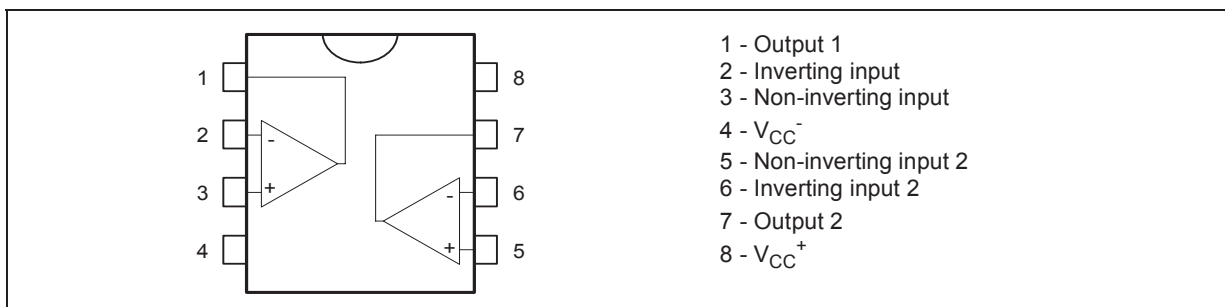 1
2
3
4
-
+
8
7
6
5
-
+
1 - Output 1
2 - Inverting input
3 - Non-inverting input
4 - VCC-
5 - Non-inverting input 2
6 - Inverting input 2
7 - Output 2
8 - VCC+